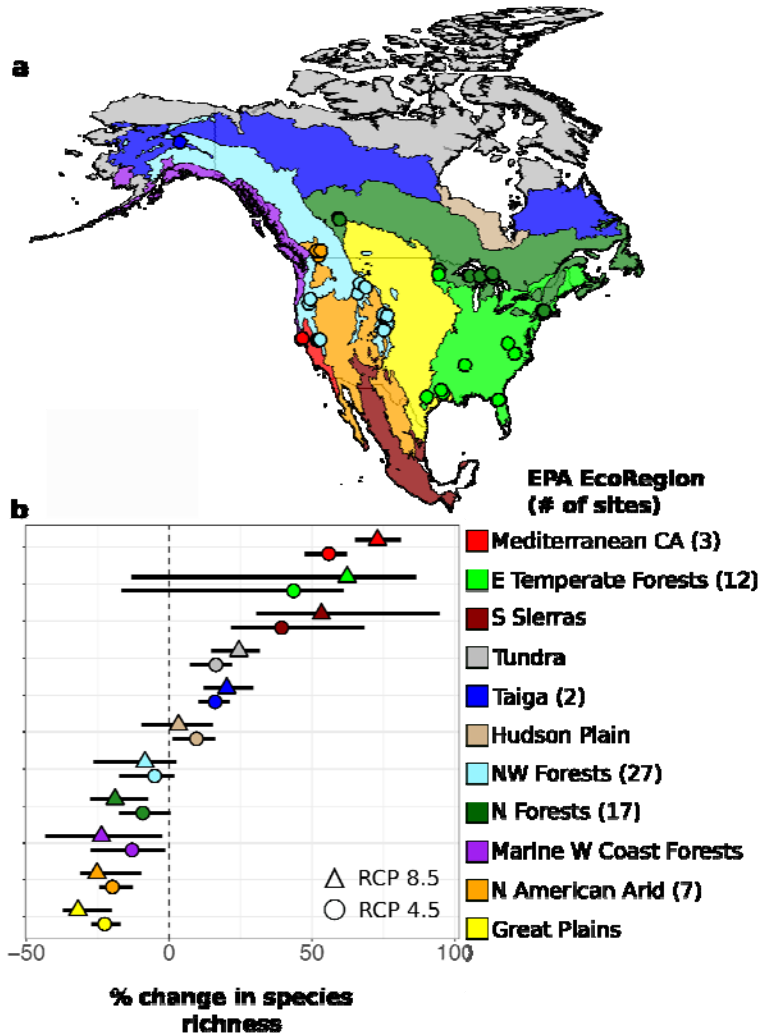 a
EPA EcoRegion
(# of sites)
b
Mediterranean CA (3)
E Temperate Forests (12)
S Sierras
Tundra
Taiga (2)
Hudson Plain
NW Forests (27)
N Forests (17)
Marine W Coast Forests
N American Arid (7)
Great Plains
RCP 8.5
RCP 4.5
−50 0 50 100
% change in species
richness